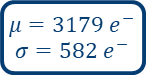 μ = 3179 e⁻
σ = 582 e⁻